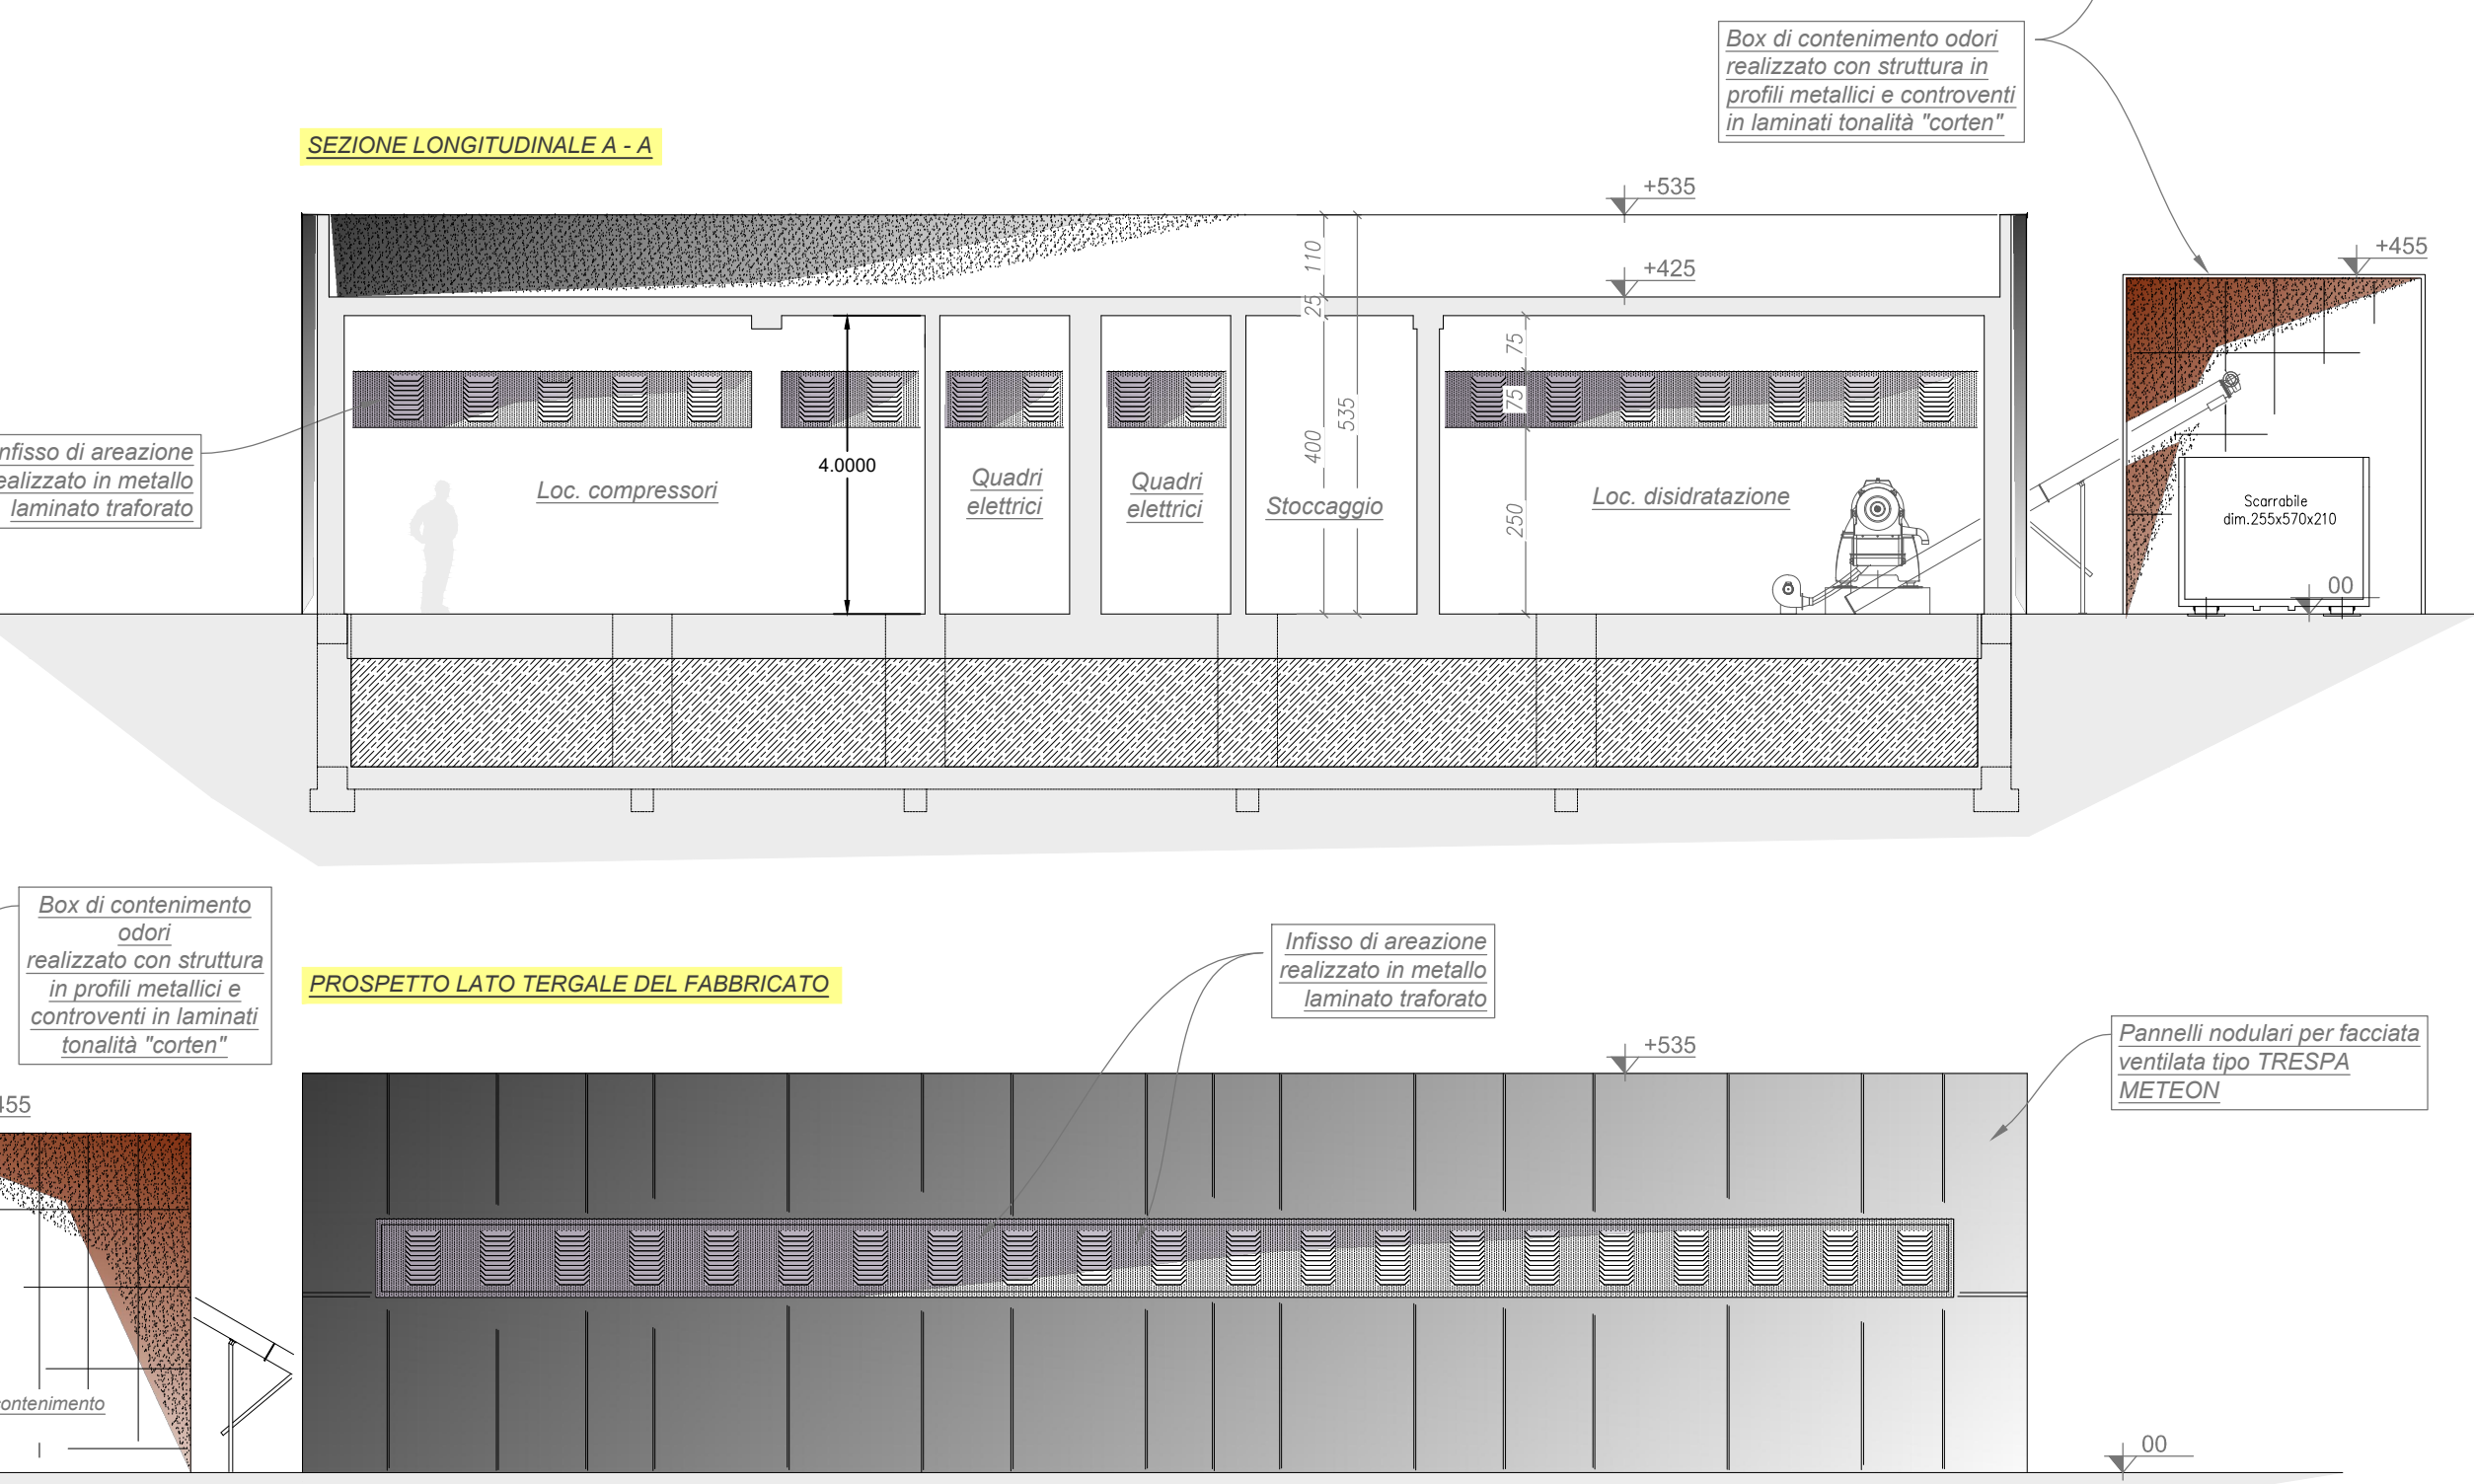 Box di contenimento odori
realizzato con struttura in
profili metallici e controventi
in laminati tonalità "corten"
SEZIONE LONGITUDINALE A - A
+535
+455
+425
110
25
75
75
250
400
535
4.0000
Infisso di areazione
realizzato in metallo
laminato traforato
Loc. compressori
Quadri
elettrici
Quadri
elettrici
Stoccaggio
Loc. disidratazione
Scarrabile
dim.255x570x210
00
Box di contenimento
odori
realizzato con struttura
in profili metallici e
controventi in laminati
tonalità "corten"
PROSPETTO LATO TERGALE DEL FABBRICATO
Infisso di areazione
realizzato in metallo
laminato traforato
Pannelli nodulari per facciata
ventilata tipo TRESPA
METEON
+535
455
contenimento
00